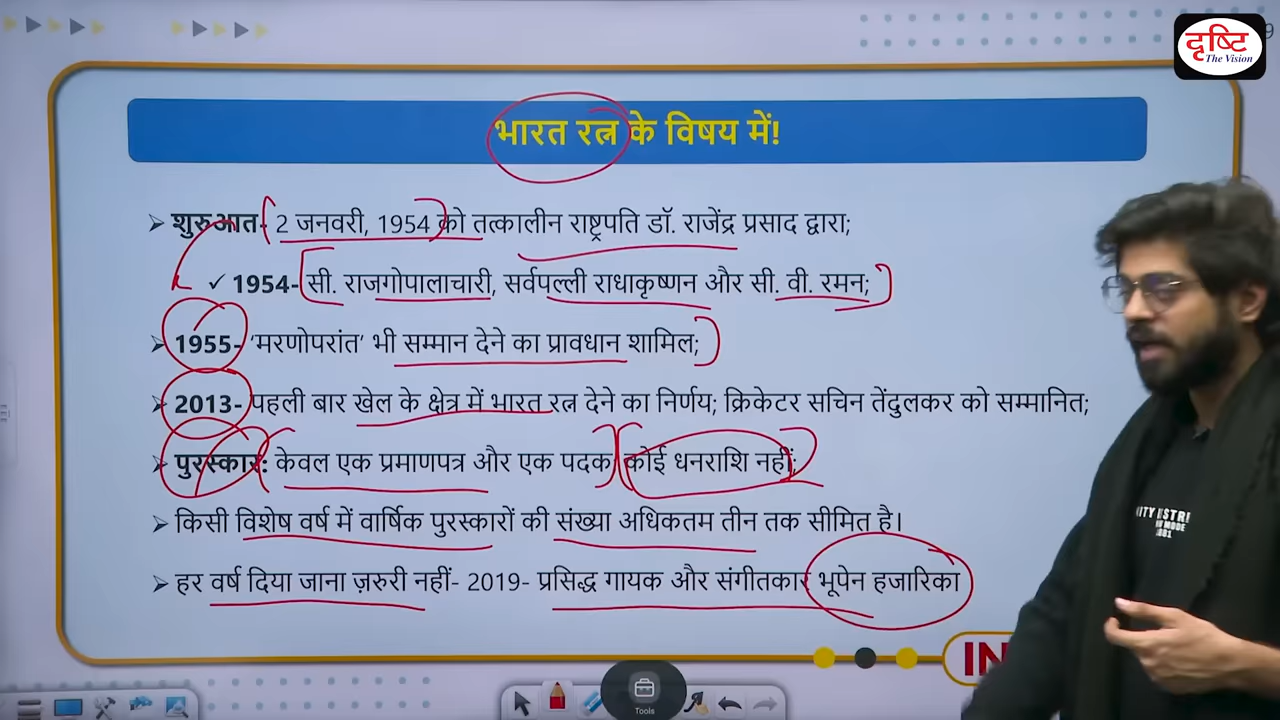 दृष्टि
The Vision
भारत रत्न के विषय में!
➢ शुरुआत- 2 जनवरी, 1954 को तत्कालीन राष्ट्रपति डॉ. राजेंद्र प्रसाद द्वारा;
✓ 1954- सी. राजगोपालाचारी, सर्वपल्ली राधाकृष्णन और सी. वी. रमन;
➢ 1955- 'मरणोपरांत' भी सम्मान देने का प्रावधान शामिल;
➢ 2013- पहली बार खेल के क्षेत्र में भारत रत्न देने का निर्णय; क्रिकेटर सचिन तेंदुलकर को सम्मानित;
➢ पुरस्कार: केवल एक प्रमाणपत्र और एक पदक, कोई धनराशि नहीं;
➢ किसी विशेष वर्ष में वार्षिक पुरस्कारों की संख्या अधिकतम तीन तक सीमित है।
➢ हर वर्ष दिया जाना ज़रुरी नहीं- 2019- प्रसिद्ध गायक और संगीतकार भूपेन हजारिका
IN
Tools